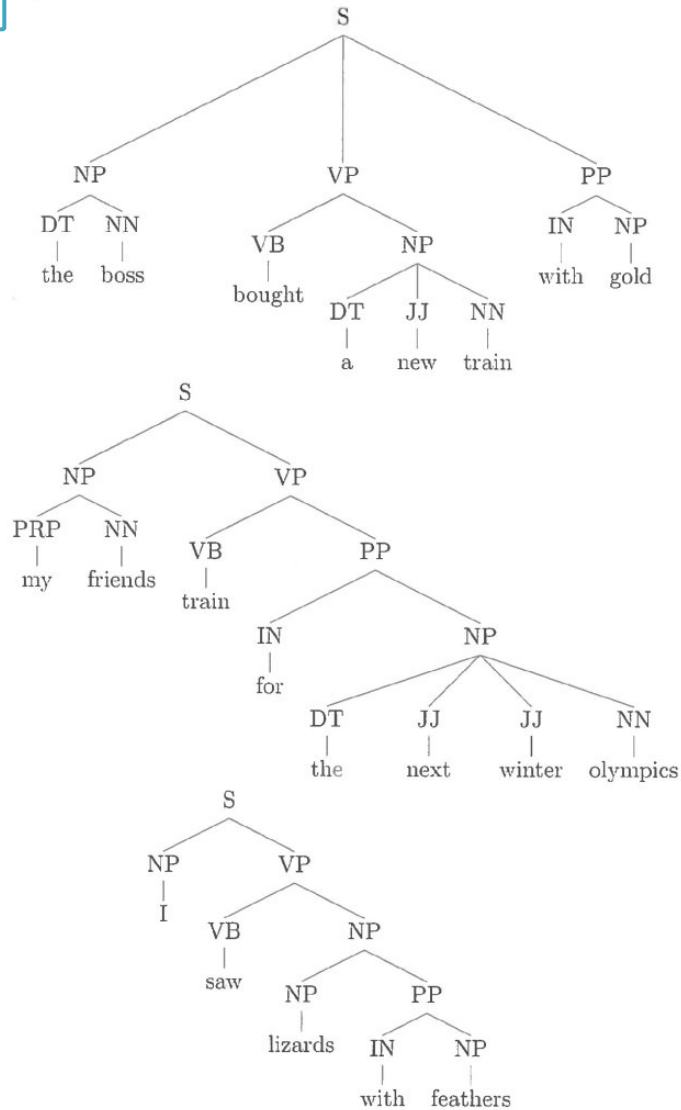 S
NP VP PP
DT NN IN NP
VB NP
the boss with gold
bought
DT JJ NN
a new train
S
NP VP
PRP NN
VB PP
my friends
train
IN NP
for
DT JJ JJ NN
the next winter olympics
S
NP VP
I
VB NP
saw
NP PP
lizards
IN NP
with feathers